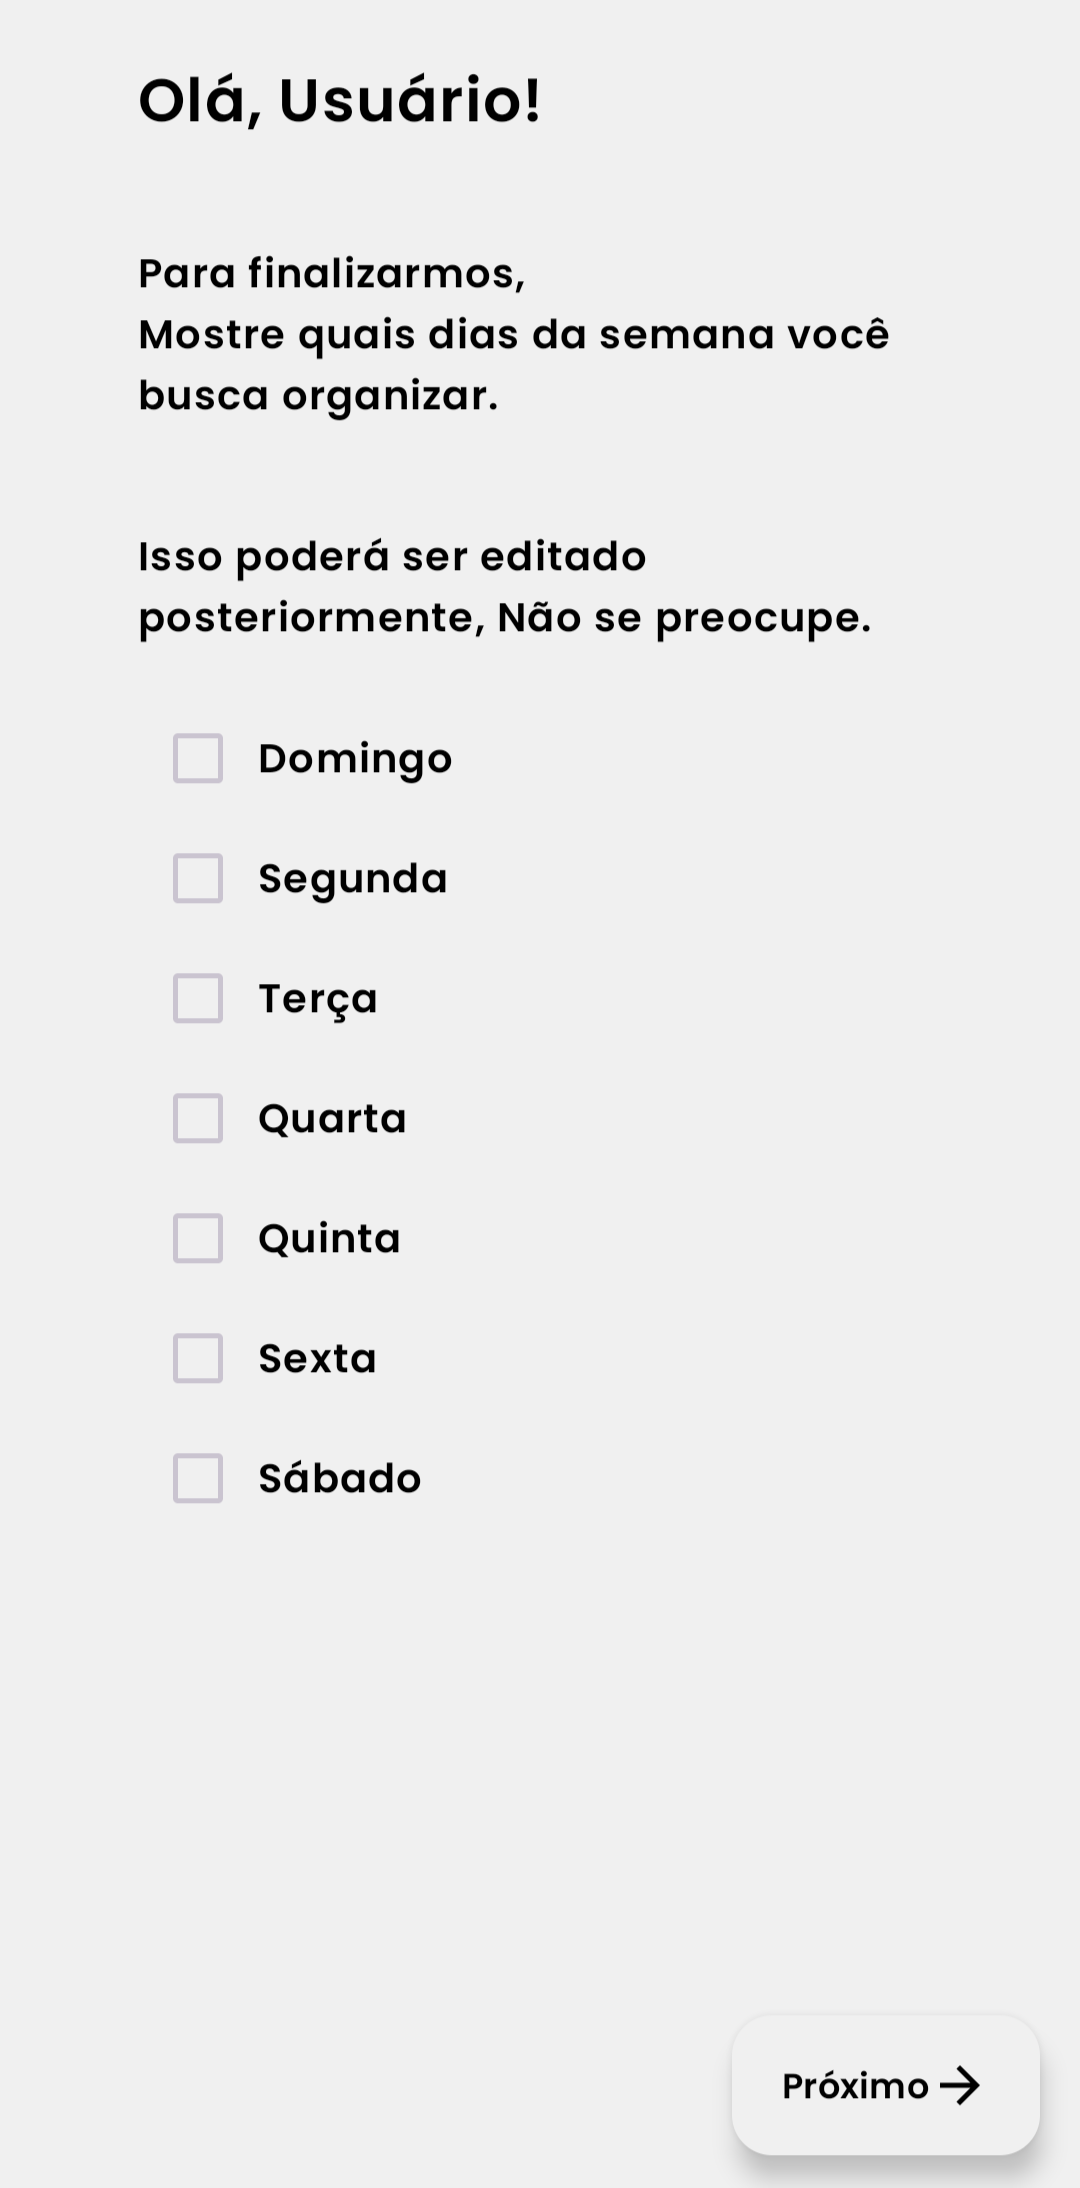 Olá, Usuário!
Para finalizarmos,
Mostre quais dias da semana você
busca organizar.
Isso poderá ser editado
posteriormente, Não se preocupe.
Domingo
Segunda
Terça
Quarta
Quinta
Sexta
Sábado
Próximo